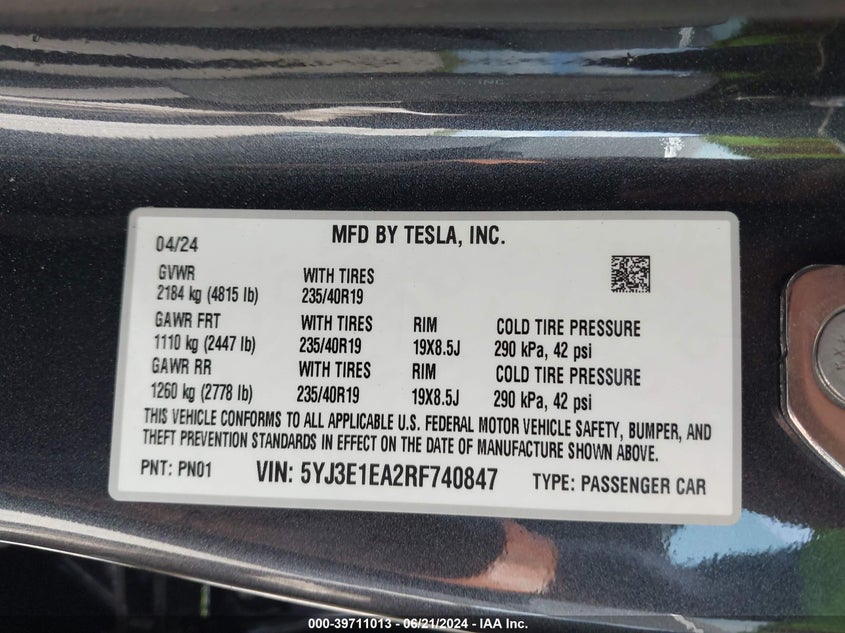 MFD BY TESLA, INC.
04/24
GVWR WITH TIRES
2184 kg (4815 lb) 235/40R19
GAWR FRT WITH TIRES RIM COLD TIRE PRESSURE
1110 kg (2447 lb) 235/40R19 19X8.5J 290 kPa, 42 psi
GAWR RR WITH TIRES RIM COLD TIRE PRESSURE
1260 kg (2778 lb) 235/40R19 19X8.5J 290 kPa, 42 psi
THIS VEHICLE CONFORMS TO ALL APPLICABLE U.S. FEDERAL MOTOR VEHICLE SAFETY, BUMPER, AND
THEFT PREVENTION STANDARDS IN EFFECT ON THE DATE OF MANUFACTURE SHOWN ABOVE.
PNT: PN01 VIN: 5YJ3E1EA2RF740847 TYPE: PASSENGER CAR
000-39711013 - 06/21/2024 - IAA Inc.